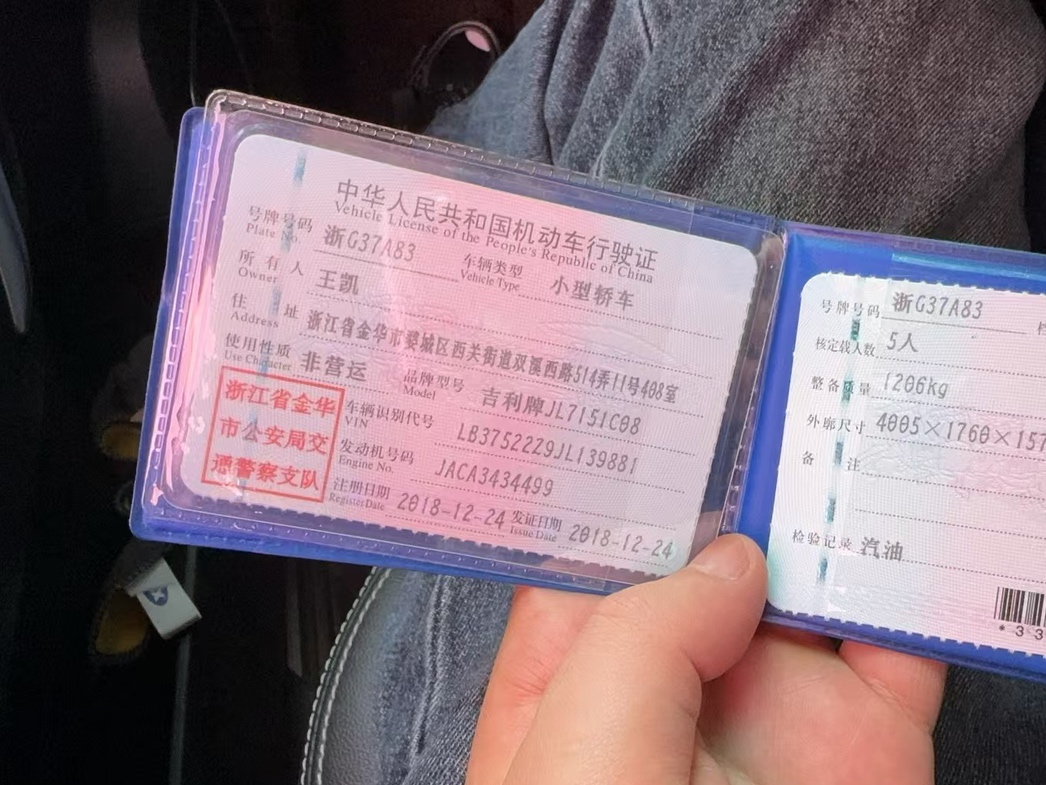 中华人民共和国机动车行驶证
Vehicle License of the People's Republic of China
号牌号码 浙G37A83 车辆类型 小型轿车
Plate No. Vehicle Type
所有人 王凯
Owner
住址 浙江省金华市婺城区西关街道双溪西路514弄11号408室
Address
使用性质 非营运 品牌型号 吉利牌JL7151C08
Use Character Model
浙江省金华
市公安局交
通警察支队
车辆识别代号 LB3752Z9JL139881
VIN
发动机号码 JACA3434499
Engine No.
注册日期 2018-12-24 发证日期 2018-12-24
Register Date Issue Date
号牌号码 浙G37A83
核定载人数 5人
整备质量 1206kg
外廓尺寸 4005×1760×157
备注
检验记录 汽油
*33